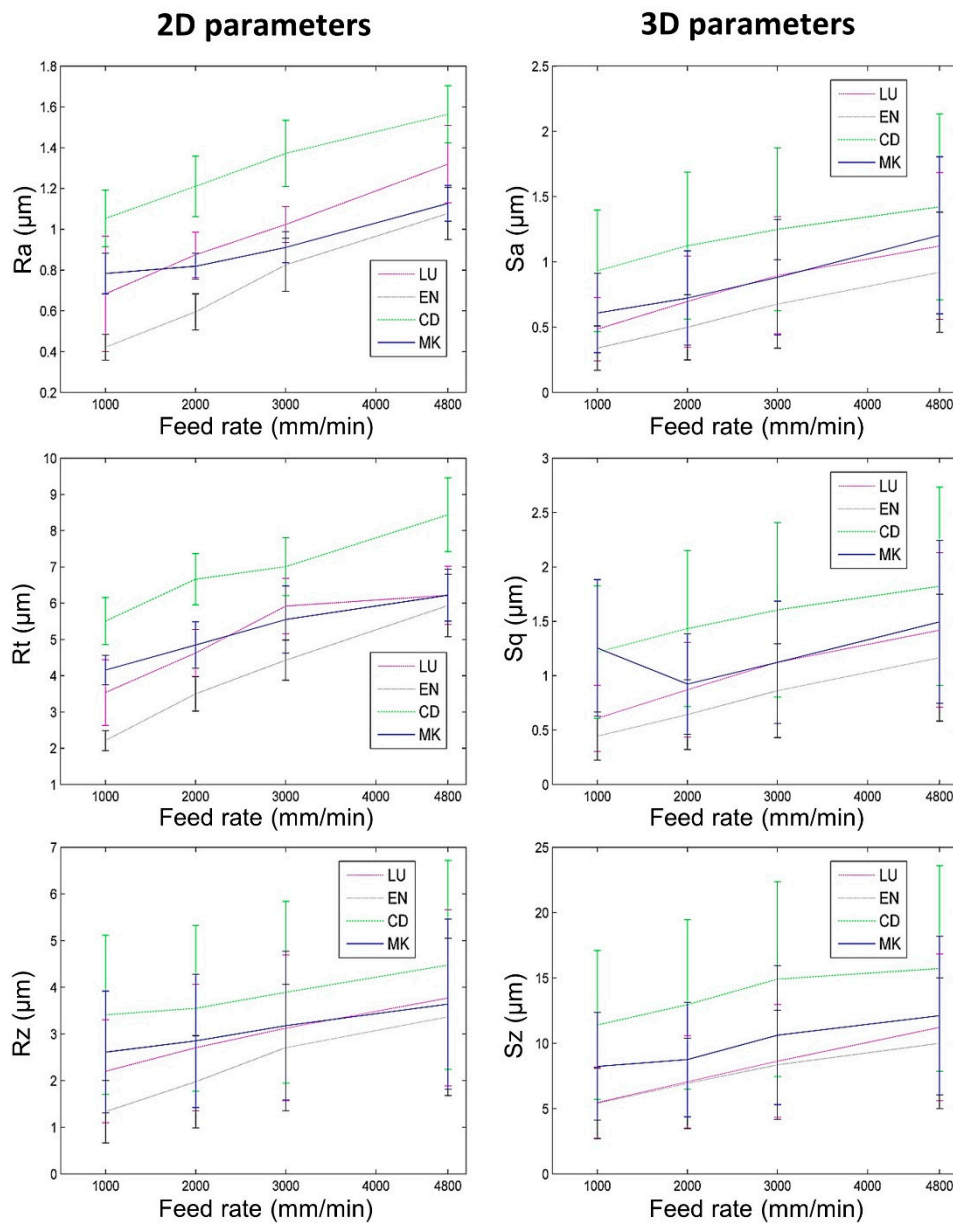 2D parameters
3D parameters
1.8
1.6
1.4
1.2
1
0.8
0.6
0.4
0.2
Ra (µm)
LU
EN
CD
MK
1000 2000 3000 4000 4800
Feed rate (mm/min)
2.5
2
1.5
1
0.5
0
Sa (µm)
LU
EN
CD
MK
1000 2000 3000 4000 4800
Feed rate (mm/min)
10
9
8
7
6
5
4
3
2
1
Rt (µm)
LU
EN
CD
MK
1000 2000 3000 4000 4800
Feed rate (mm/min)
3
2.5
2
1.5
1
0.5
0
Sq (µm)
LU
EN
CD
MK
1000 2000 3000 4000 4800
Feed rate (mm/min)
7
6
5
4
3
2
1
0
Rz (µm)
LU
EN
CD
MK
1000 2000 3000 4000 4800
Feed rate (mm/min)
25
20
15
10
5
0
Sz (µm)
LU
EN
CD
MK
1000 2000 3000 4000 4800
Feed rate (mm/min)